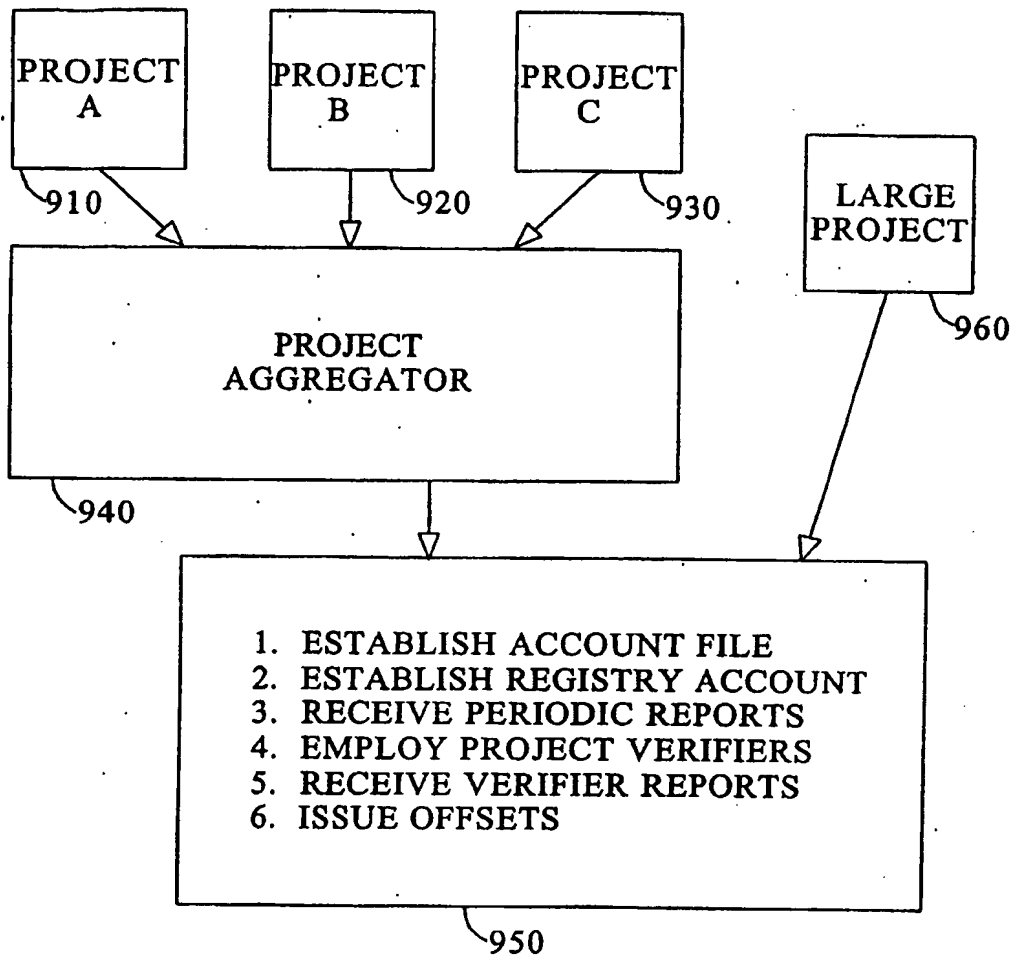 PROJECT
A
PROJECT
B
PROJECT
C
910
920
930
LARGE
PROJECT
960
PROJECT
AGGREGATOR
940
1. ESTABLISH ACCOUNT FILE
2. ESTABLISH REGISTRY ACCOUNT
3. RECEIVE PERIODIC REPORTS
4. EMPLOY PROJECT VERIFIERS
5. RECEIVE VERIFIER REPORTS
6. ISSUE OFFSETS
950